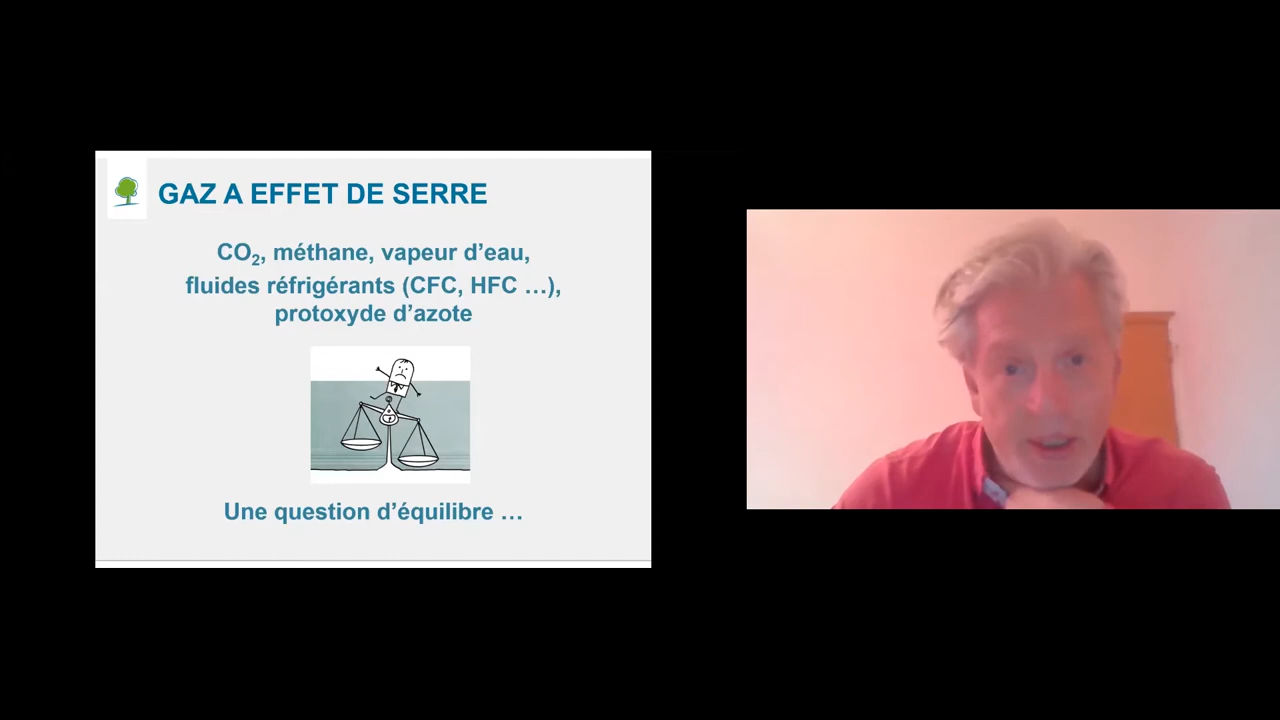 GAZ A EFFET DE SERRE
CO₂, méthane, vapeur d’eau,
fluides réfrigérants (CFC, HFC …),
protoxyde d’azote
Une question d’équilibre …